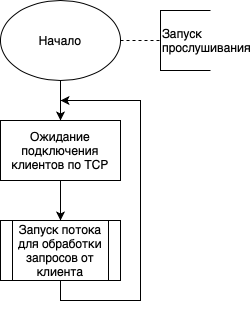 Начало
Запуск
прослушивания
Ожидание
подключения
клиентов по TCP
Запуск потока
для обработки
запросов от
клиента